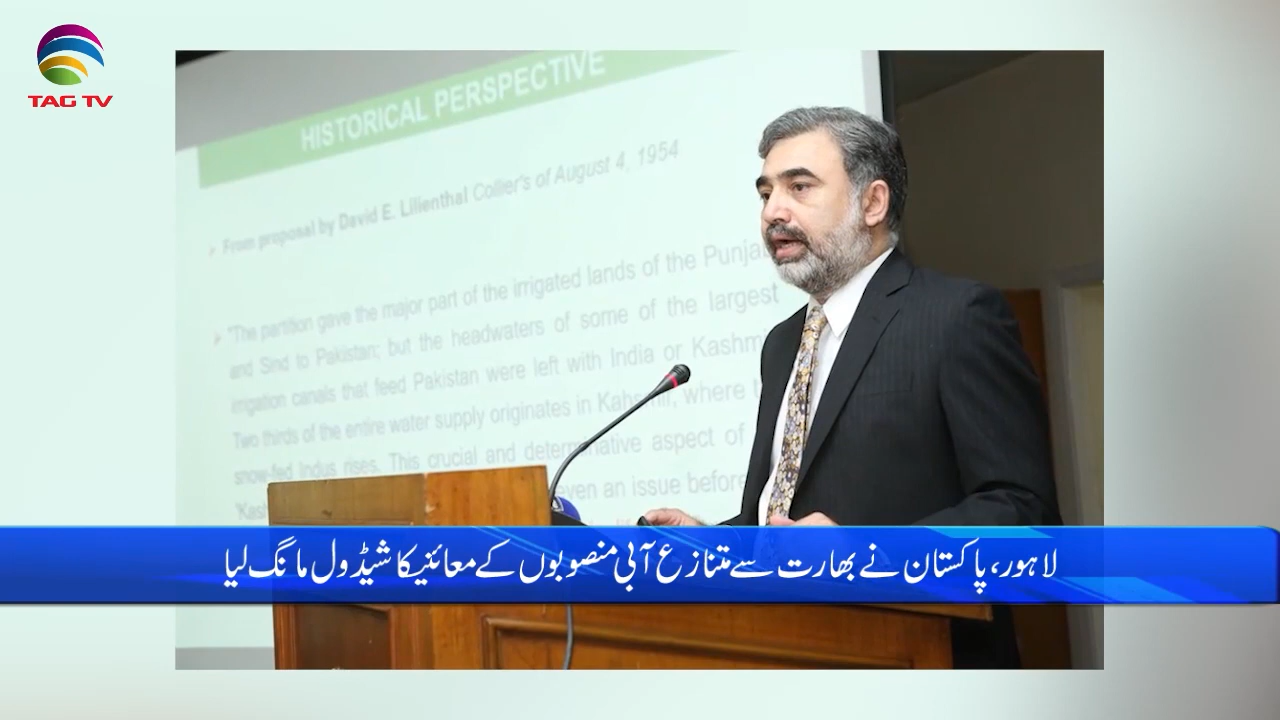 TAG TV
HISTORICAL PERSPECTIVE
From proposal by David E. Lilienthal Collier's of August 4, 1954
"The partition gave the major part of the irrigated lands of the Punjab
and Sind to Pakistan; but the headwaters of some of the largest
irrigation canals that feed Pakistan were left with India or Kashmi
Two thirds of the entire water supply originates in Kahsmir, where
snow-fed Indus rises. This crucial and determinative aspect of
even an issue before
لاہور، پاکستان نے بھارت سے متنازع آبی منصوبوں کے معائنیکا شیڈول مانگ لیا